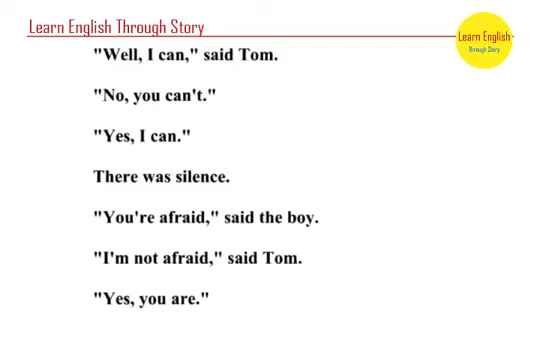 Learn English Through Story
Learn English
Through Story
"Well, I can," said Tom.
"No, you can't."
"Yes, I can."
There was silence.
"You're afraid," said the boy.
"I'm not afraid," said Tom.
"Yes, you are."